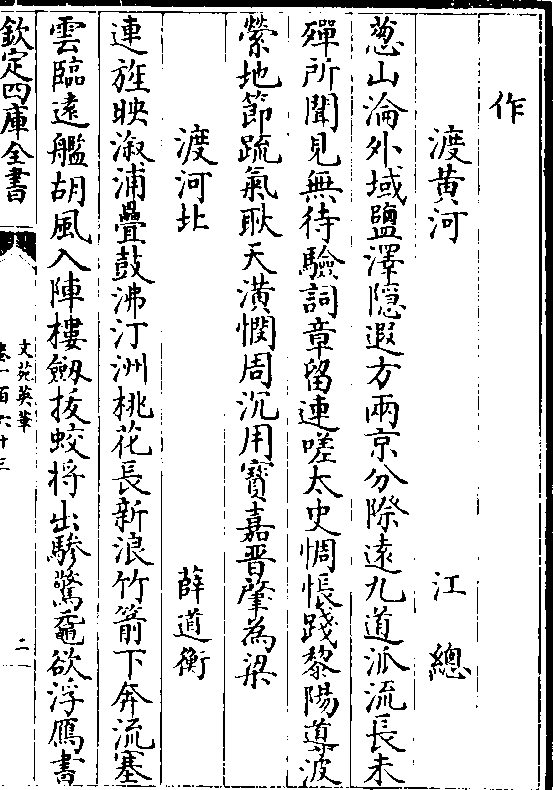 作
渡黄河 江總
葱山淪外域鹽澤隠遐方兩京分際遠九道泒流長未
殫所聞見無待驗詞章留連嗟太史惆悵踐黎陽導波
縈地節䟽氣耿天潢憫周沉用寶嘉晋肇為梁
渡河北 薛道衡
連旌映溆浦疊鼓沸汀洲桃花長新浪竹箭下奔流塞
雲臨遠艦胡風入陣樓劔拔蛟将出驂驚黿欲浮鴈書
欽定四庫全書
文苑英華
卷一百六十三
二